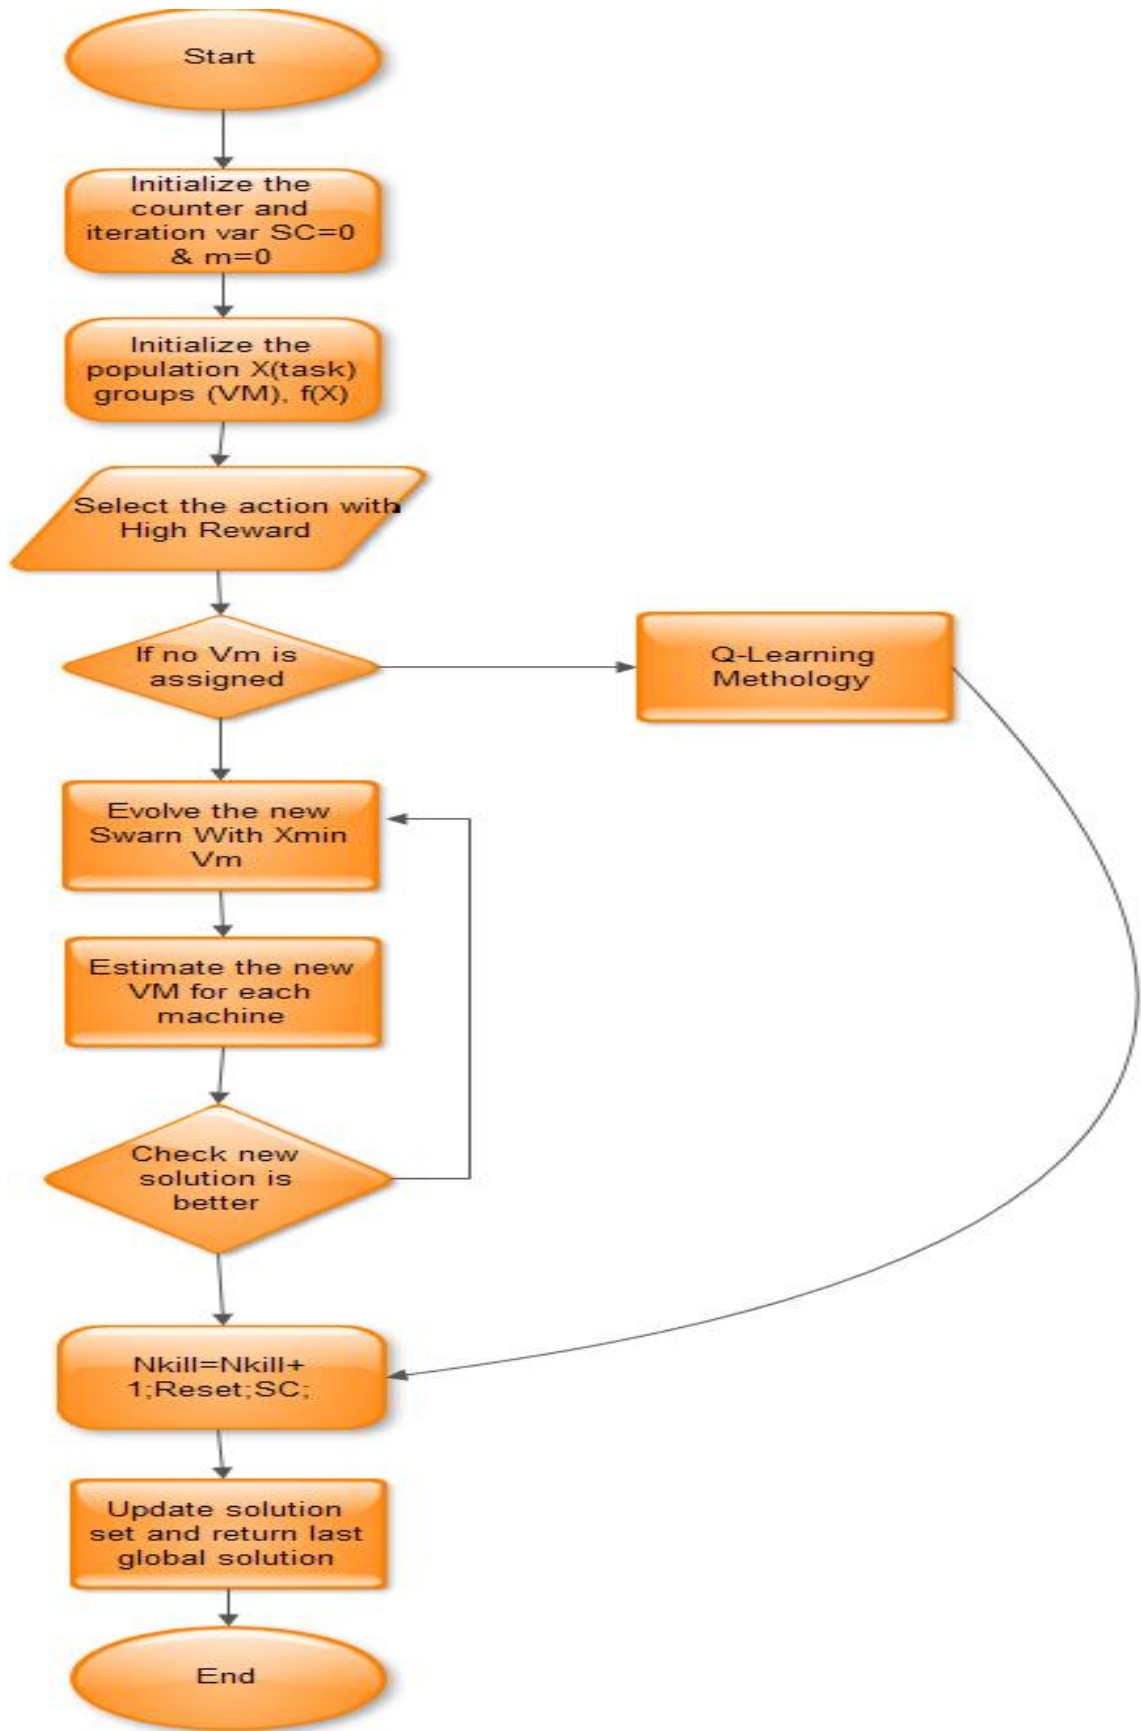 Start
Initialize the
counter and
iteration var SC=0
& m=0
Initialize the
population X(task)
groups (VM), f(X)
Select the action with
High Reward
If no Vm is
assigned
Q-Learning
Methology
Evolve the new
Swarn With Xmin
Vm
Estimate the new
VM for each
machine
Check new
solution is
better
Nkill=Nkill+
1;Reset;SC;
Update solution
set and return last
global solution
End